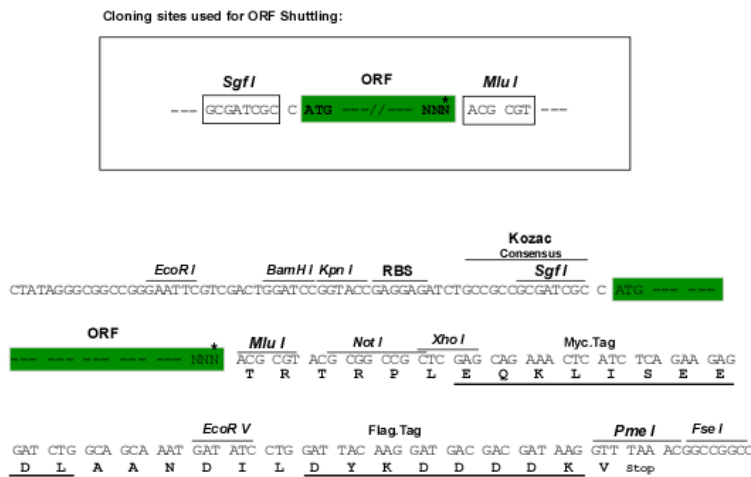 Cloning sites used for ORF Shuttling:
Sgf I ORF Mlu I
--- GCGATCGC C ATG ---//--- NNN * ACG CGT ---
Kozac
Consensus
EcoR I BamH I Kpn I RBS Sgf I
CTATAGGGCGGCCGGGAATTCGTCGACTGGATCCGGTACCGAGGAGATCTGCCGCCGCGATCGC C ATG --- ---
ORF
* Mlu I Not I Xho I Myc.Tag
--- --- --- --- --- --- NNN ACG CGT ACG CGG CCG CTC GAG CAG AAA CTC ATC TCA GAA GAG
T R T R P L E Q K L I S E E
EcoR V Flag.Tag Pme I Fse I
GAT CTG GCA GCA AAT GAT ATC CTG GAT TAC AAG GAT GAC GAC GAT AAG GTT TAA ACGGCCGGCC
D L A A N D I L D Y K D D D D K V Stop